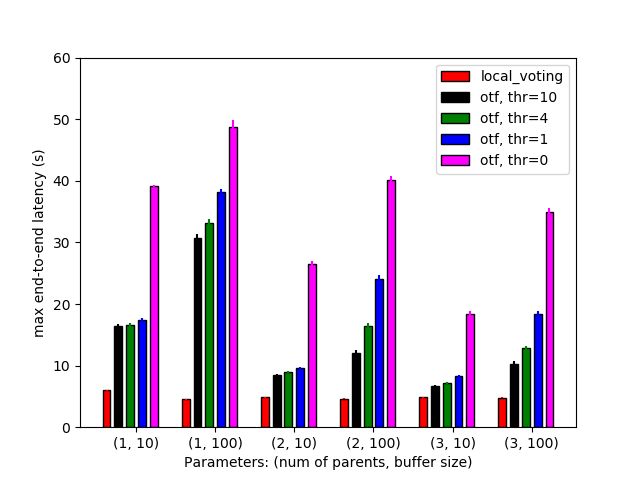 60
50
40
30
20
10
0
max end-to-end latency (s)
local_voting
otf, thr=10
otf, thr=4
otf, thr=1
otf, thr=0
(1, 10)
(1, 100)
(2, 10)
(2, 100)
(3, 10)
(3, 100)
Parameters: (num of parents, buffer size)